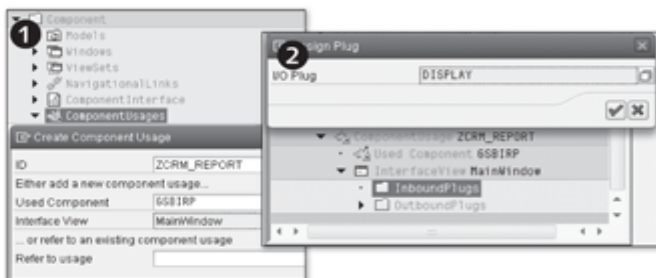 1
Component
Models
Windows
ViewSets
NavigationalLinks
ComponentInterface
ComponentUsages
Create Component Usage
ID ZCRM_REPORT
Either add a new component usage...
Used Component GSBIRP
Interface View MainWindow
... or refer to an existing component usage
Refer to usage
2
sign Plug
I/O Plug DISPLAY
ComponentUsage ZCRM_REPORT
Used Component GSBIRP
InterfaceView MainWindow
InboundPlugs
OutboundPlugs